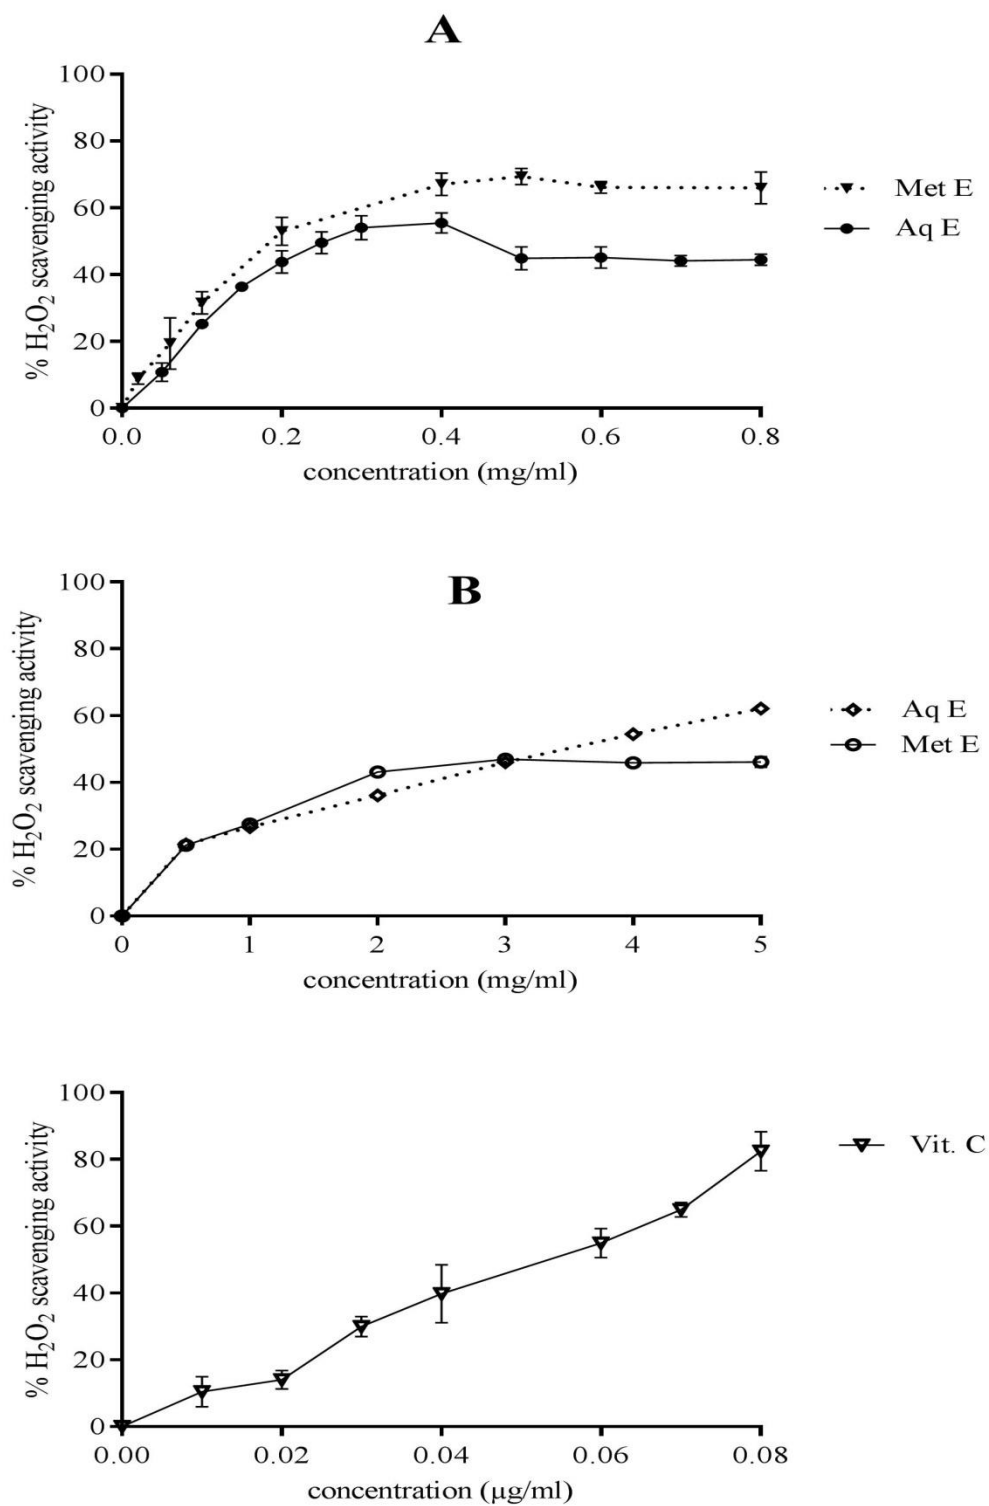 A
% H₂O₂ scavenging activity
100
80
60
40
20
0
0.0 0.2 0.4 0.6 0.8
concentration (mg/ml)
Met E
Aq E
B
% H₂O₂ scavenging activity
100
80
60
40
20
0
0 1 2 3 4 5
concentration (mg/ml)
Aq E
Met E
% H₂O₂ scavenging activity
100
80
60
40
20
0
0.00 0.02 0.04 0.06 0.08
concentration (µg/ml)
Vit. C